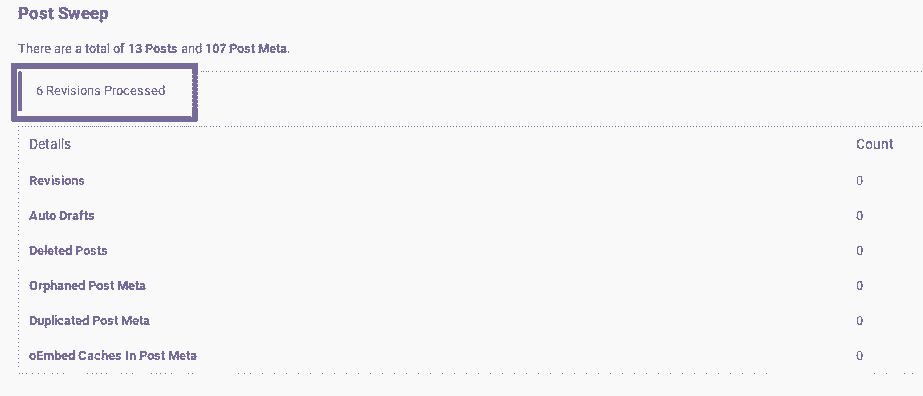 Post Sweep
There are a total of 13 Posts and 107 Post Meta.
6 Revisions Processed
Details Count
Revisions 0
Auto Drafts 0
Deleted Posts 0
Orphaned Post Meta 0
Duplicated Post Meta 0
oEmbed Caches In Post Meta 0